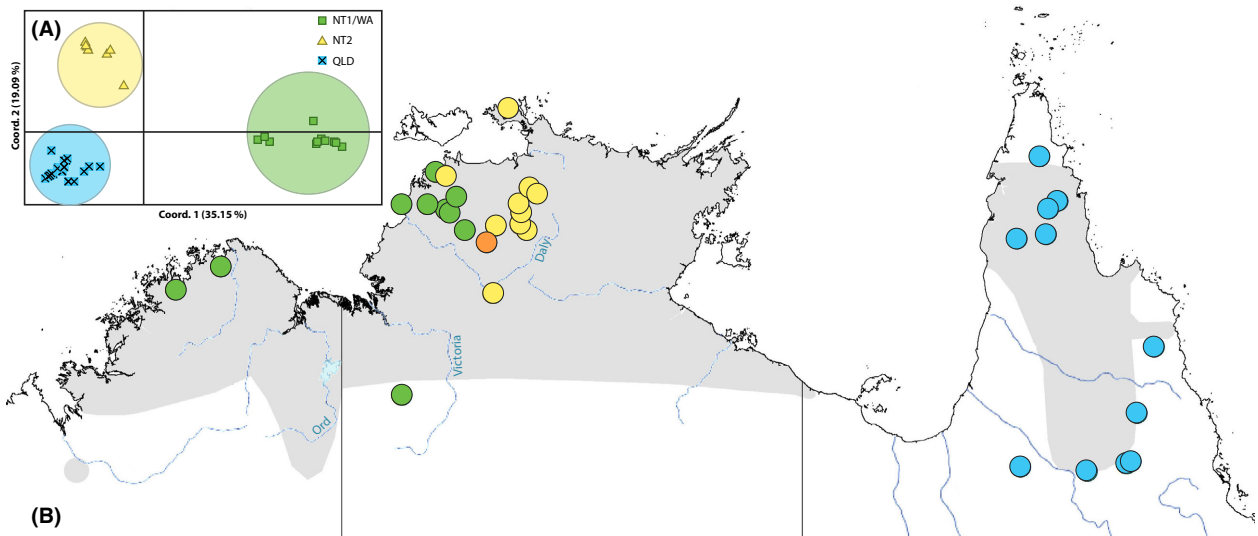 (A)
NT1/WA
NT2
QLD
Coord. 2 (19.09 %)
Coord. 1 (35.15 %)
Daly
Victoria
Ord
(B)